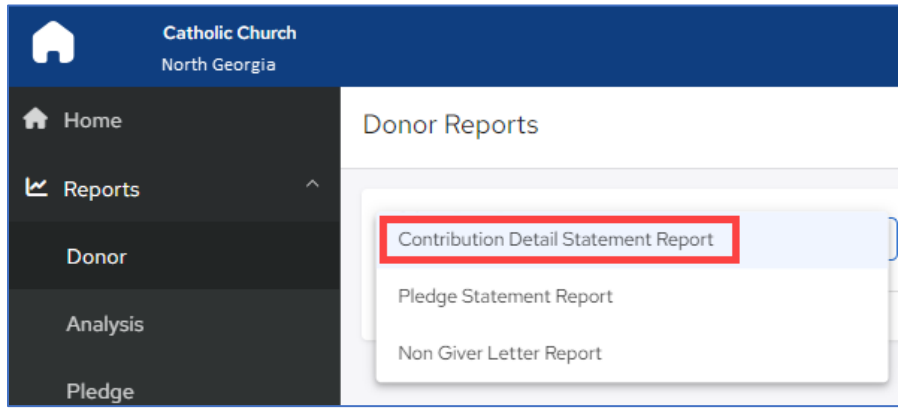 Catholic Church
North Georgia
Home
Reports
Donor
Analysis
Pledge
Donor Reports
Contribution Detail Statement Report
Pledge Statement Report
Non Giver Letter Report